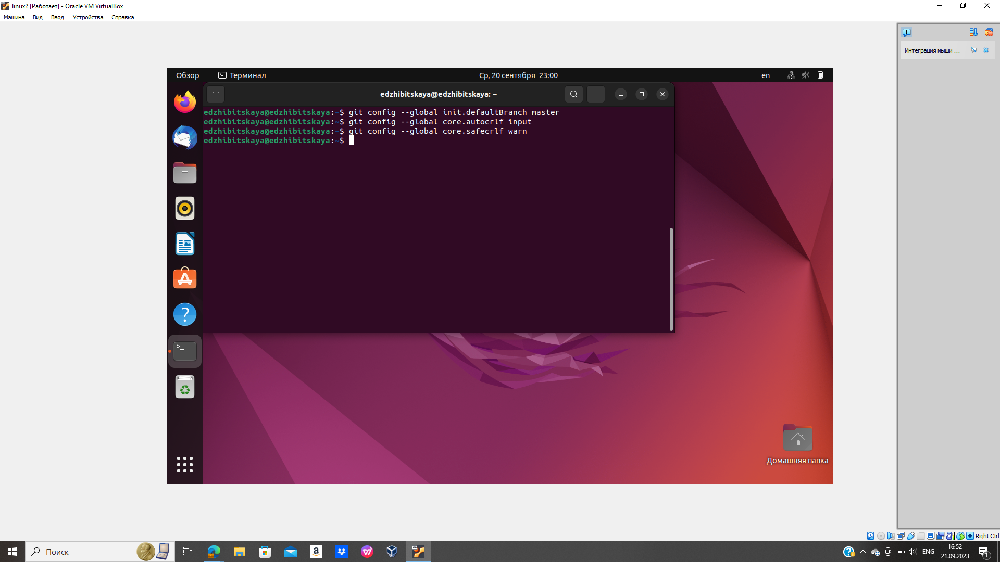 linux? [Работает] - Oracle VM VirtualBox
Машина Вид Ввод Устройства Справка
Интеграция мыши ...
Обзор Терминал Ср, 20 сентября 23:00 en
edzhibitskaya@edzhibitskaya: ~
edzhibitskaya@edzhibitskaya:~$ git config --global init.defaultBranch master
edzhibitskaya@edzhibitskaya:~$ git config --global core.autocrlf input
edzhibitskaya@edzhibitskaya:~$ git config --global core.safecrlf warn
edzhibitskaya@edzhibitskaya:~$
Домашняя папка
Right Ctrl
Поиск
ENG
16:52
21.09.2023
1